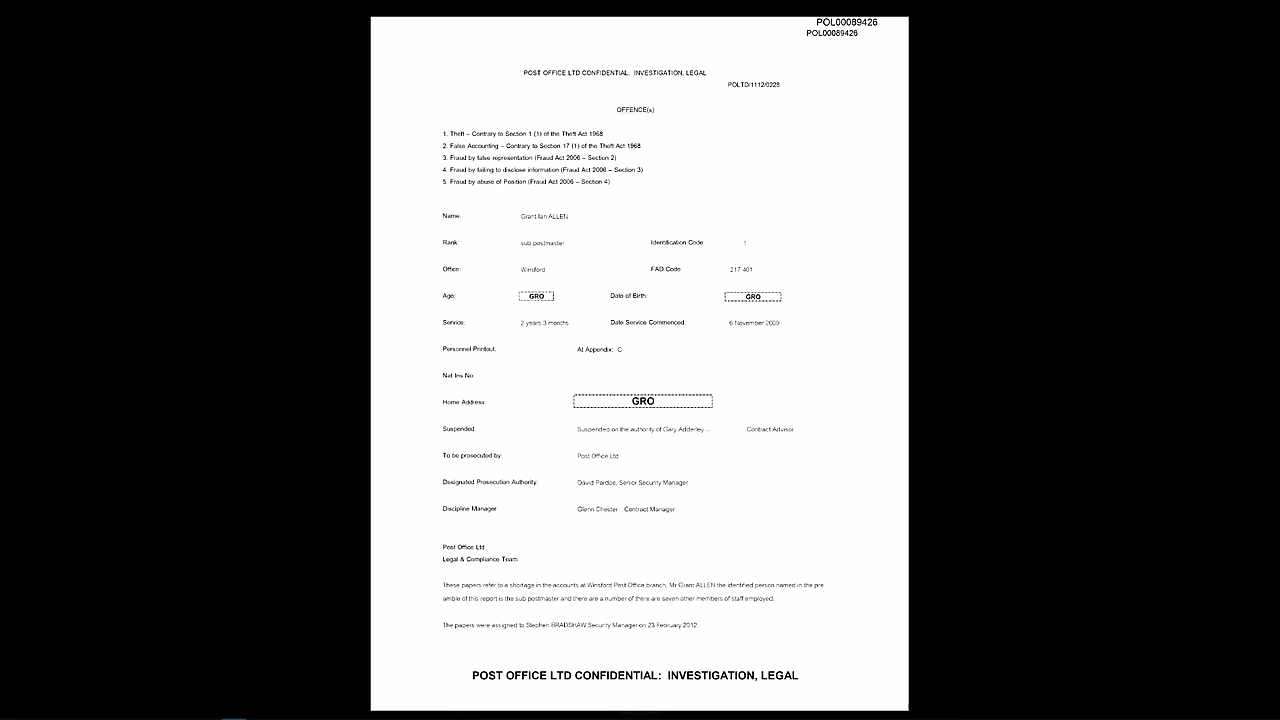 POL00089426
POL00089426
POST OFFICE LTD CONFIDENTIAL: INVESTIGATION, LEGAL
POLTD/1112/0228
OFFENCE(s)
1. Theft – Contrary to Section 1 (1) of the Theft Act 1968
2. False Accounting – Contrary to Section 17 (1) of the Theft Act 1968
3. Fraud by false representation (Fraud Act 2006 – Section 2)
4. Fraud by failing to disclose information (Fraud Act 2006 – Section 3)
5. Fraud by abuse of Position (Fraud Act 2006 – Section 4)
Name: Grant Ian ALLEN
Rank: sub postmaster Identification Code: 1
Office: Winsford FAD Code 217 401
Age: GRO Date of Birth: GRO
Service: 2 years 3 months Date Service Commenced: 6 November 2009
Personnel Printout: At Appendix: C
Nat Ins No:
Home Address: GRO
Suspended: Suspended on the authority of Gary Adderley – Contract Advisor
To be prosecuted by: Post Office Ltd
Designated Prosecution Authority: David Pardoe, Senior Security Manager
Discipline Manager: Glenn Chester Contract Manager
Post Office Ltd
Legal & Compliance Team
These papers refer to a shortage in the accounts at Winsford Post Office branch. Mr Grant ALLEN the identified person named in the pre
amble of this report is the sub postmaster and there are a number of there are seven other members of staff employed.
The papers were assigned to Stephen BRADSHAW Security Manager on 23 February 2012.
POST OFFICE LTD CONFIDENTIAL: INVESTIGATION, LEGAL